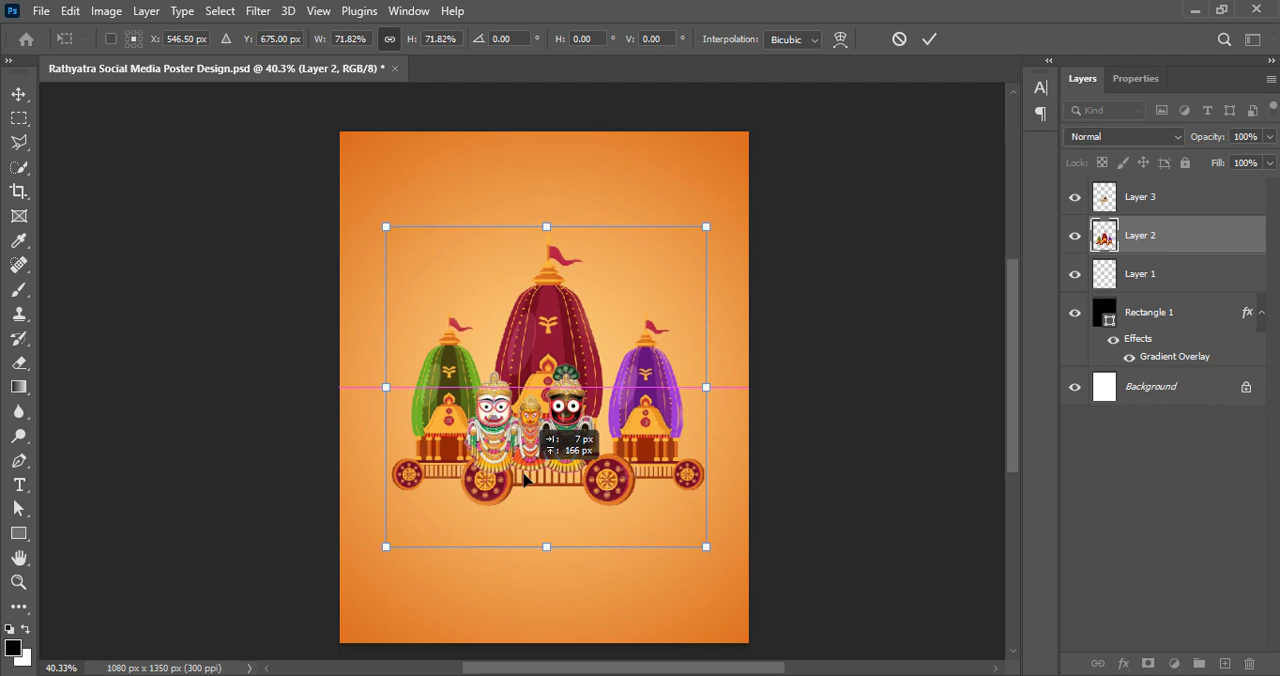 Ps File Edit Image Layer Type Select Filter 3D View Plugins Window Help
X: 546.50 px Y: 675.00 px W: 71.82% H: 71.82% 0.00 ° H: 0.00 ° V: 0.00 ° Interpolation: Bicubic
Rathyatra Social Media Poster Design.psd @ 40.3% (Layer 2, RGB/8) *
Layers Properties
Kind
Normal Opacity: 100%
Lock: Fill: 100%
Layer 3
Layer 2
Layer 1
Rectangle 1 fx
Effects
Gradient Overlay
Background
7 px
166 px
40.33% 1080 px x 1350 px (300 ppi)